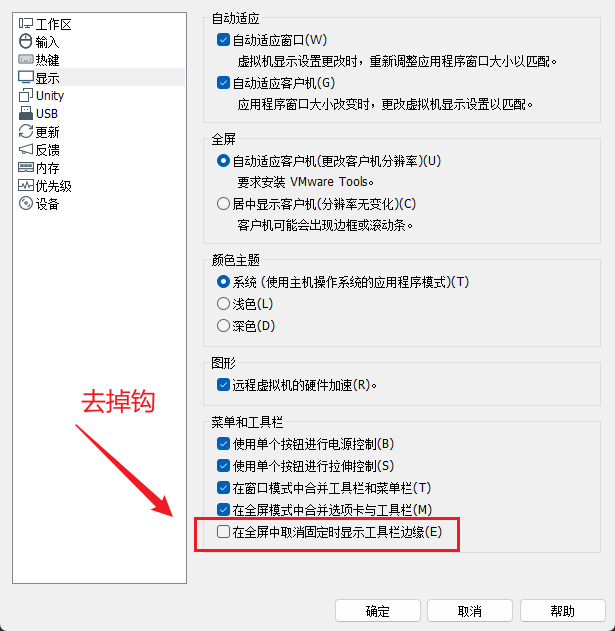 工作区
输入
热键
显示
Unity
USB
更新
反馈
内存
优先级
设备
去掉钩
自动适应
自动适应窗口(W)
虚拟机显示设置更改时，重新调整应用程序窗口大小以匹配。
自动适应客户机(G)
应用程序窗口大小改变时，更改虚拟机显示设置以匹配。
全屏
自动适应客户机(更改客户机分辨率)(U)
要求安装 VMware Tools。
居中显示客户机(分辨率无变化)(C)
客户机可能会出现边框或滚动条。
颜色主题
系统 (使用主机操作系统的应用程序模式)(T)
浅色(L)
深色(D)
图形
远程虚拟机的硬件加速(R)。
菜单和工具栏
使用单个按钮进行电源控制(B)
使用单个按钮进行拉伸控制(S)
在窗口模式中合并工具栏和菜单栏(T)
在全屏模式中合并选项卡与工具栏(M)
在全屏中取消固定时显示工具栏边缘(E)
确定
取消
帮助